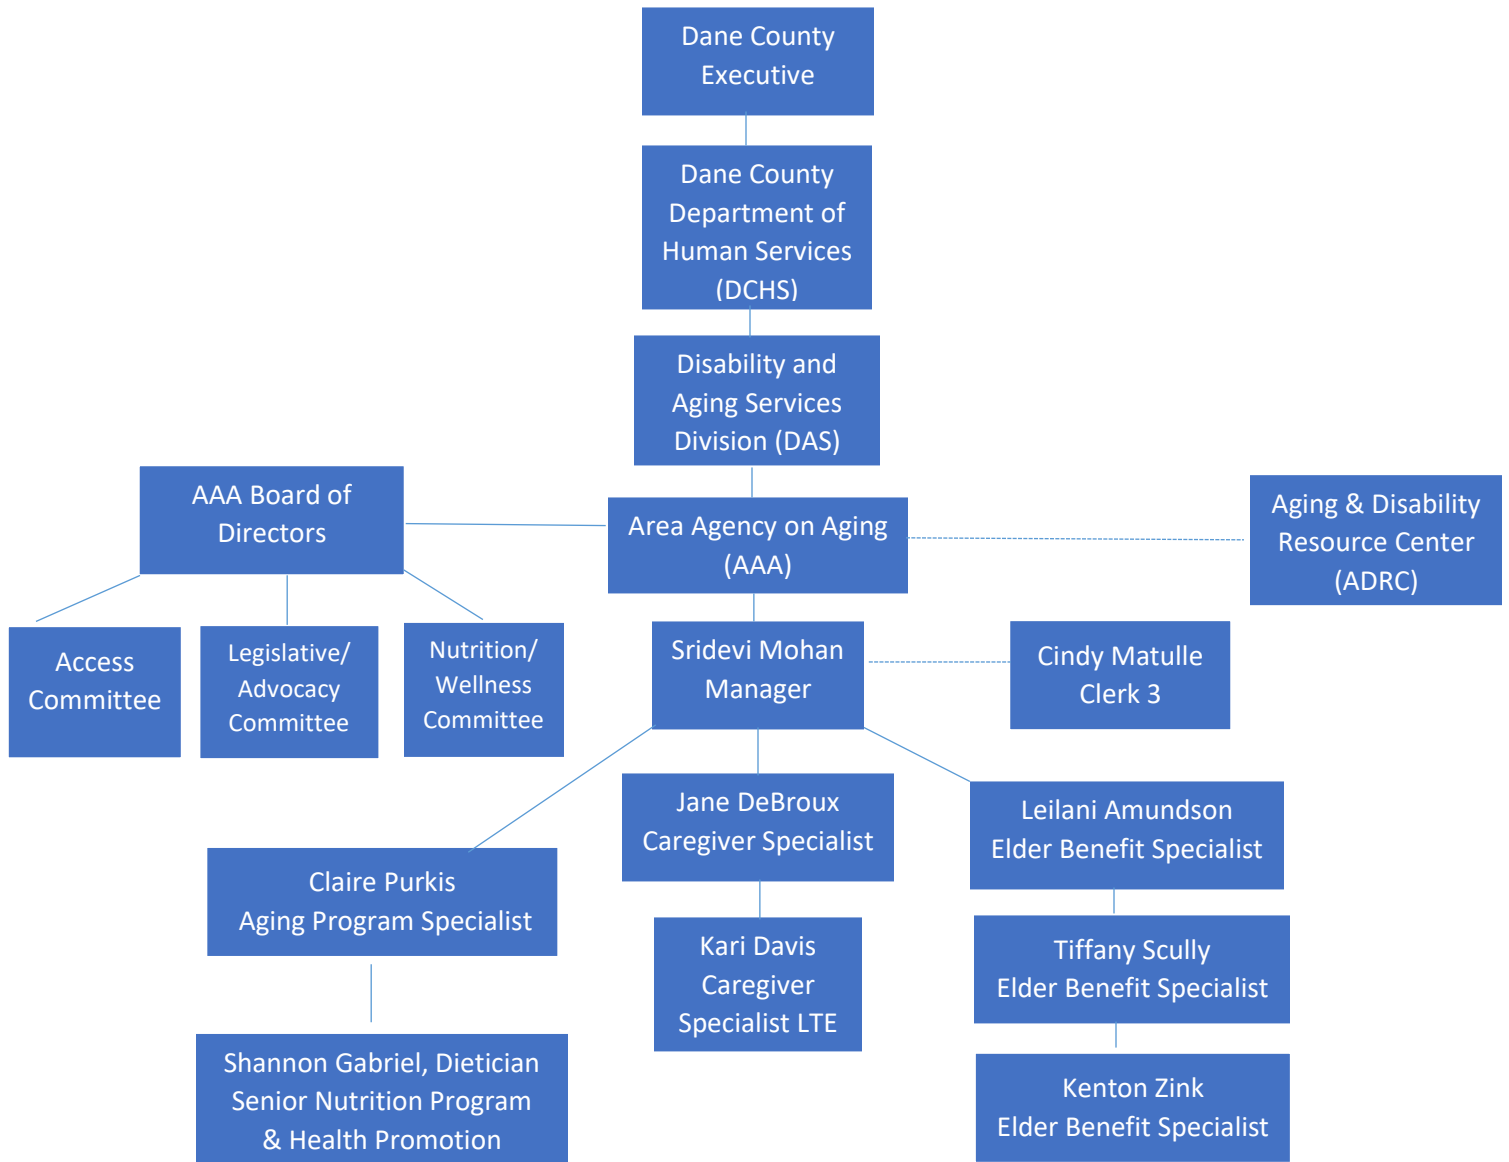 Dane County
Executive
Dane County
Department of
Human Services
(DCHS)
Disability and
Aging Services
Division (DAS)
AAA Board of
Directors
Area Agency on Aging
(AAA)
Aging & Disability
Resource Center
(ADRC)
Access
Committee
Legislative/
Advocacy
Committee
Nutrition/
Wellness
Committee
Sridevi Mohan
Manager
Cindy Matulle
Clerk 3
Jane DeBroux
Caregiver Specialist
Leilani Amundson
Elder Benefit Specialist
Claire Purkis
Aging Program Specialist
Kari Davis
Caregiver
Specialist LTE
Tiffany Scully
Elder Benefit Specialist
Shannon Gabriel, Dietician
Senior Nutrition Program
& Health Promotion
Kenton Zink
Elder Benefit Specialist